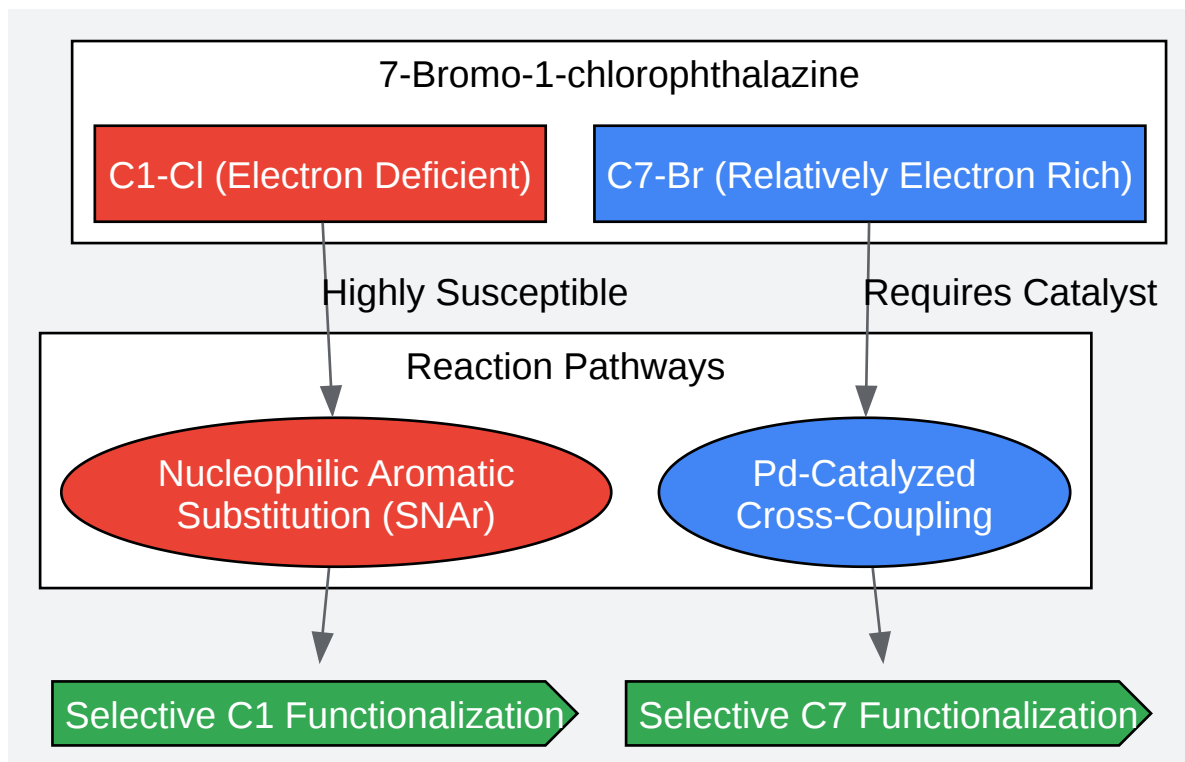 7-Bromo-1-chlorophthalazine
C1-Cl (Electron Deficient)
C7-Br (Relatively Electron Rich)
Highly Susceptible
Requires Catalyst
Reaction Pathways
Nucleophilic Aromatic
Substitution (SNAr)
Pd-Catalyzed
Cross-Coupling
Selective C1 Functionalization
Selective C7 Functionalization